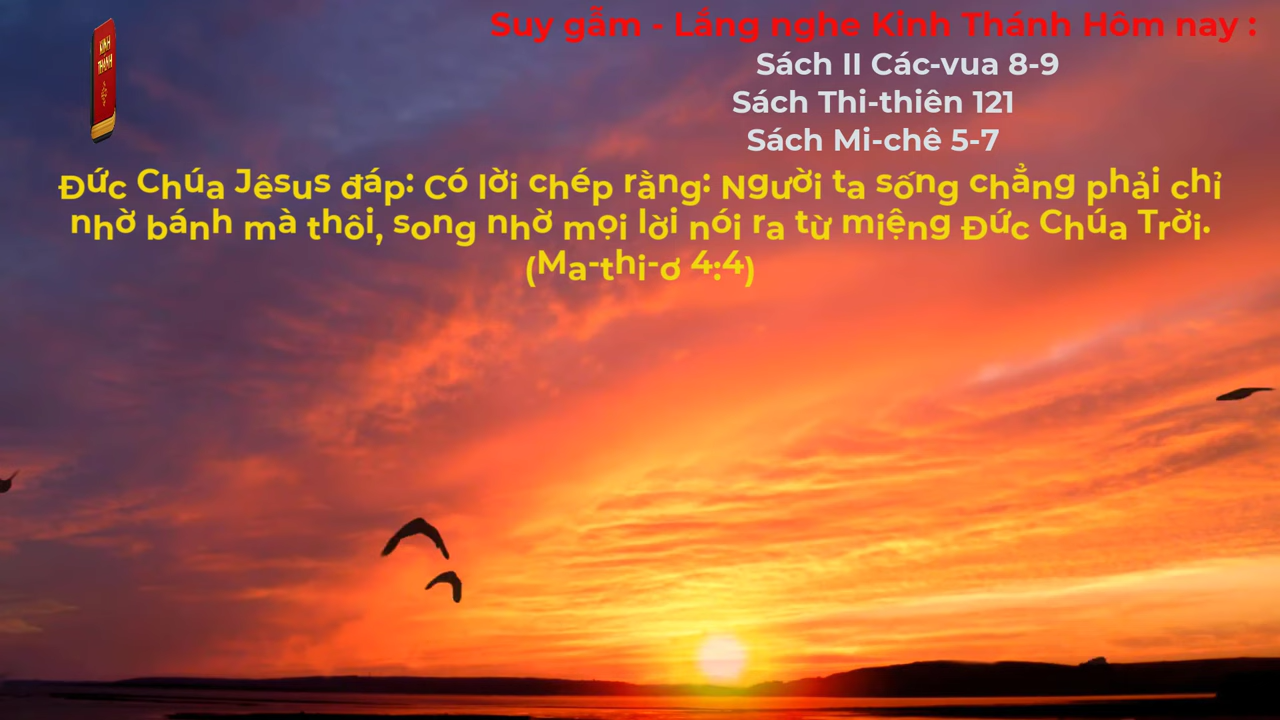 KINH
THÁNH
Suy gẫm - Lắng nghe Kinh Thánh Hôm nay :
Sách II Các-vua 8-9
Sách Thi-thiên 121
Sách Mi-chê 5-7
Đức Chúa Jêsus đáp: Có lời chép rằng: Người ta sống chẳng phải chỉ
nhờ bánh mà thôi, song nhờ mọi lời nói ra từ miệng Đức Chúa Trời.
(Ma-thi-ơ 4:4)